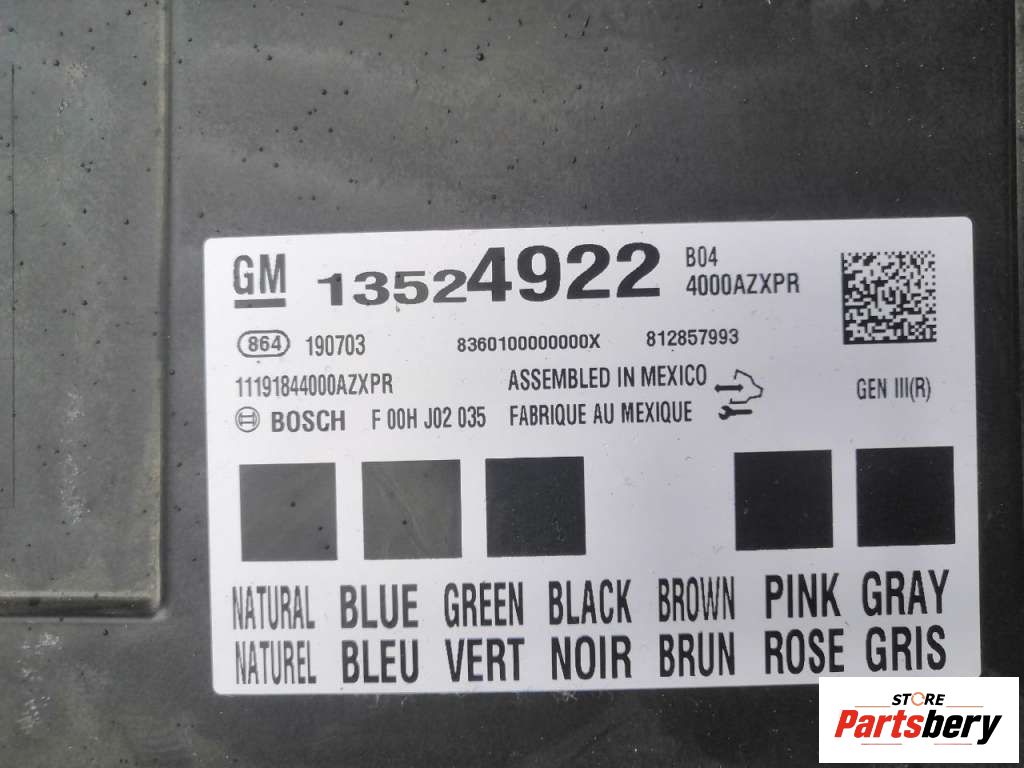 GM 13524922 B04
4000AZXPR
864 190703 8360100000000X 812857993
11191844000AZXPR ASSEMBLED IN MEXICO GEN III(R)
BOSCH F 00H J02 035 FABRIQUE AU MEXIQUE
NATURAL BLUE GREEN BLACK BROWN PINK GRAY
NATUREL BLEU VERT NOIR BRUN ROSE GRIS
STORE
Partsbery